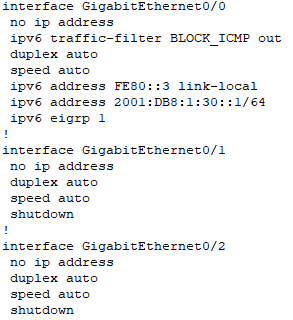 interface GigabitEthernet0/0
 no ip address
 ipv6 traffic-filter BLOCK_ICMP out
 duplex auto
 speed auto
 ipv6 address FE80::3 link-local
 ipv6 address 2001:DB8:1:30::1/64
 ipv6 eigrp 1
!
interface GigabitEthernet0/1
 no ip address
 duplex auto
 speed auto
 shutdown
!
interface GigabitEthernet0/2
 no ip address
 duplex auto
 speed auto
 shutdown